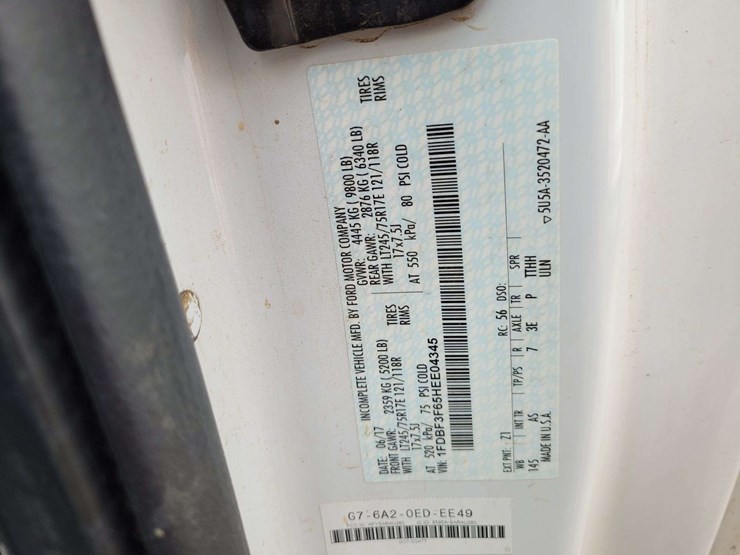 INCOMPLETE VEHICLE MFD. BY FORD MOTOR COMPANY
DATE: 06/17 GVWR: 4445 KG ( 9800 LB)
FRONT GAWR: 2359 KG ( 5200 LB) REAR GAWR: 2876 KG ( 6340 LB)
WITH LT245/75R17E 121/118R TIRES WITH LT245/75R17E 121/118R TIRES
17x7.5J RIMS 17x7.5J RIMS
AT 520 kPa/ 75 PSI COLD AT 550 kPa/ 80 PSI COLD
VIN: 1FDBF3F65HEE04345
EXT PNT: Z1 RC: 56 DSO:
WB INT TR TP/PS R AXLE TR SPR
145 AS 7 3E P TTHH
MADE IN U.S.A. ULN
▽ 5U5A-3520472-AA
G7-6A2-0ED-EE49